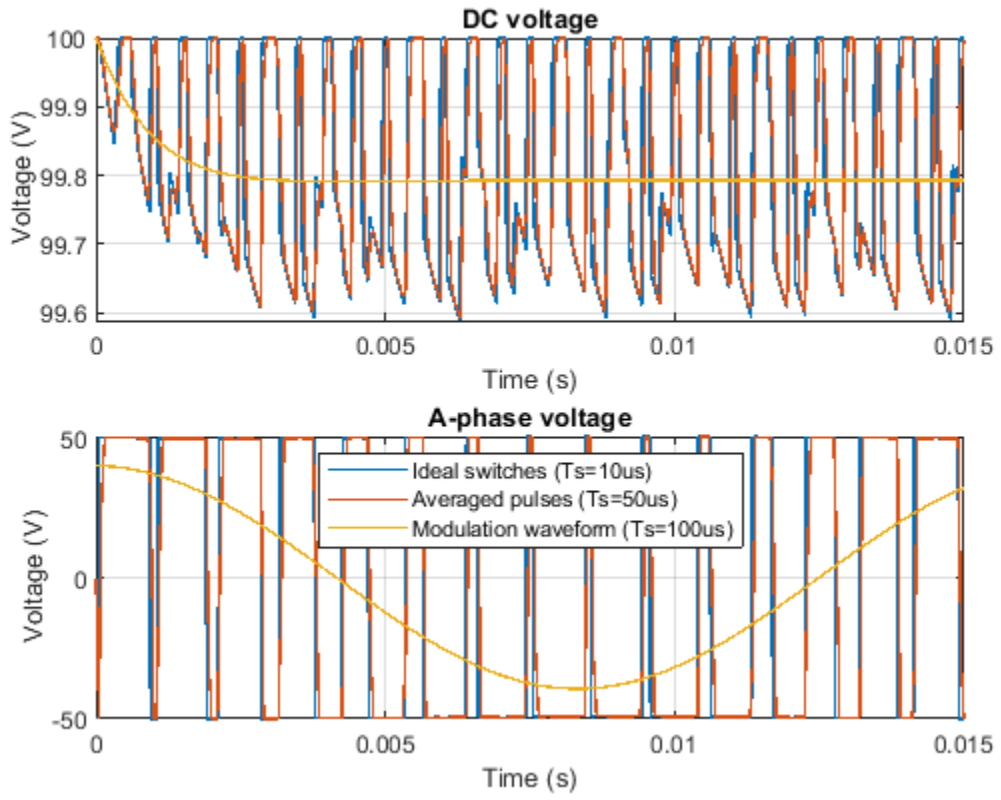 DC voltage
100
99.9
99.8
99.7
99.6
Voltage (V)
0
0.005
0.01
0.015
Time (s)
A-phase voltage
50
0
-50
Voltage (V)
Ideal switches (Ts=10us)
Averaged pulses (Ts=50us)
Modulation waveform (Ts=100us)
0
0.005
0.01
0.015
Time (s)